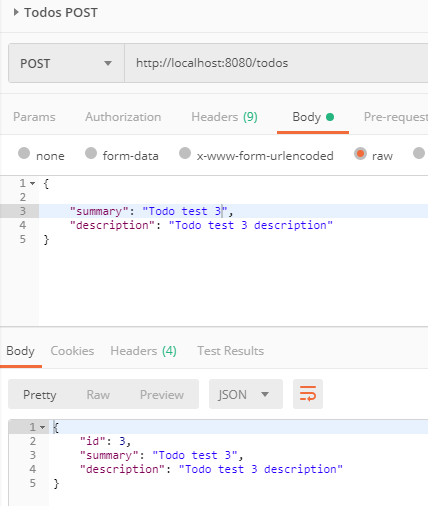 Todos POST
POST http://localhost:8080/todos
Params Authorization Headers (9) Body Pre-request
none form-data x-www-form-urlencoded raw
1 {
2
3 "summary": "Todo test 3",
4 "description": "Todo test 3 description"
5 }
Body Cookies Headers (4) Test Results
Pretty Raw Preview JSON
1 {
2 "id": 3,
3 "summary": "Todo test 3",
4 "description": "Todo test 3 description"
5 }